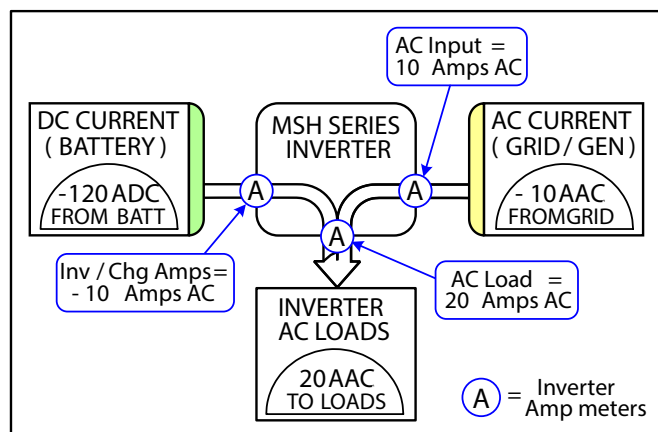 AC Input =
10 Amps AC
DC CURRENT
( BATTERY )
-120 ADC
FROM BATT
MSH SERIES
INVERTER
AC CURRENT
( GRID / GEN )
- 10 AAC
FROMGRID
A
A
A
Inv / Chg Amps=
- 10 Amps AC
AC Load =
20 Amps AC
INVERTER
AC LOADS
20 AAC
TO LOADS
A = Inverter
Amp meters